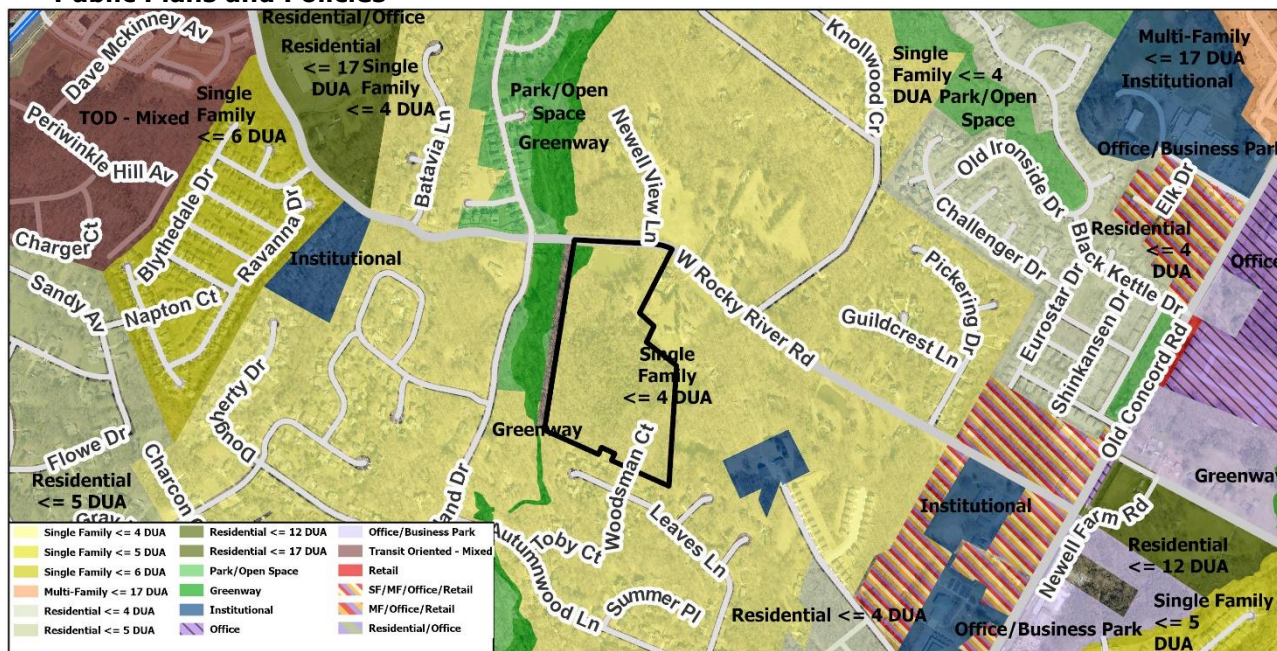 Public Plans and Policies
Dave Mckinney Av
Residential/Office
Residential
<= 17
DUA
Single
Family
<= 4 DUA
Single
Family
<= 6 DUA
TOD - Mixed
Periwinkle Hill Av
Charger Ct
Blythedale Dr
Ravanna Dr
Napton Ct
Sandy Av
Institutional
Batavia Ln
Park/Open
Space
Greenway
Newell View Ln
Knollwood Cr
Single
Family <= 4
DUA
Park/Open
Space
Multi-Family
<= 17 DUA
Institutional
Office/Business Park
Elk Dr
Old Ironside Dr
Challenger Dr
Black Kettle Dr
Residential
<= 4
DUA
Office
Eurostar Dr
Shinkansen Dr
Old Concord Rd
Pickering Dr
Guildcrest Ln
W Rocky River Rd
Single
Family
<= 4 DUA
Greenway
Woodsman Ct
Leaves Ln
Toby Ct
Autumnwood Ln
Summer Pl
Flowe Dr
Charcon
Residential
<= 5 DUA
Institutional
Newell Farm Rd
Greenway
Residential
<= 12 DUA
Single Family
<= 5
DUA
Office/Business Park
Residential <= 4 DUA
Single Family <= 4 DUA
Single Family <= 5 DUA
Single Family <= 6 DUA
Multi-Family <= 17 DUA
Residential <= 4 DUA
Residential <= 5 DUA
Residential <= 12 DUA
Residential <= 17 DUA
Park/Open Space
Greenway
Institutional
Office
Office/Business Park
Transit Oriented - Mixed
Retail
SF/MF/Office/Retail
MF/Office/Retail
Residential/Office